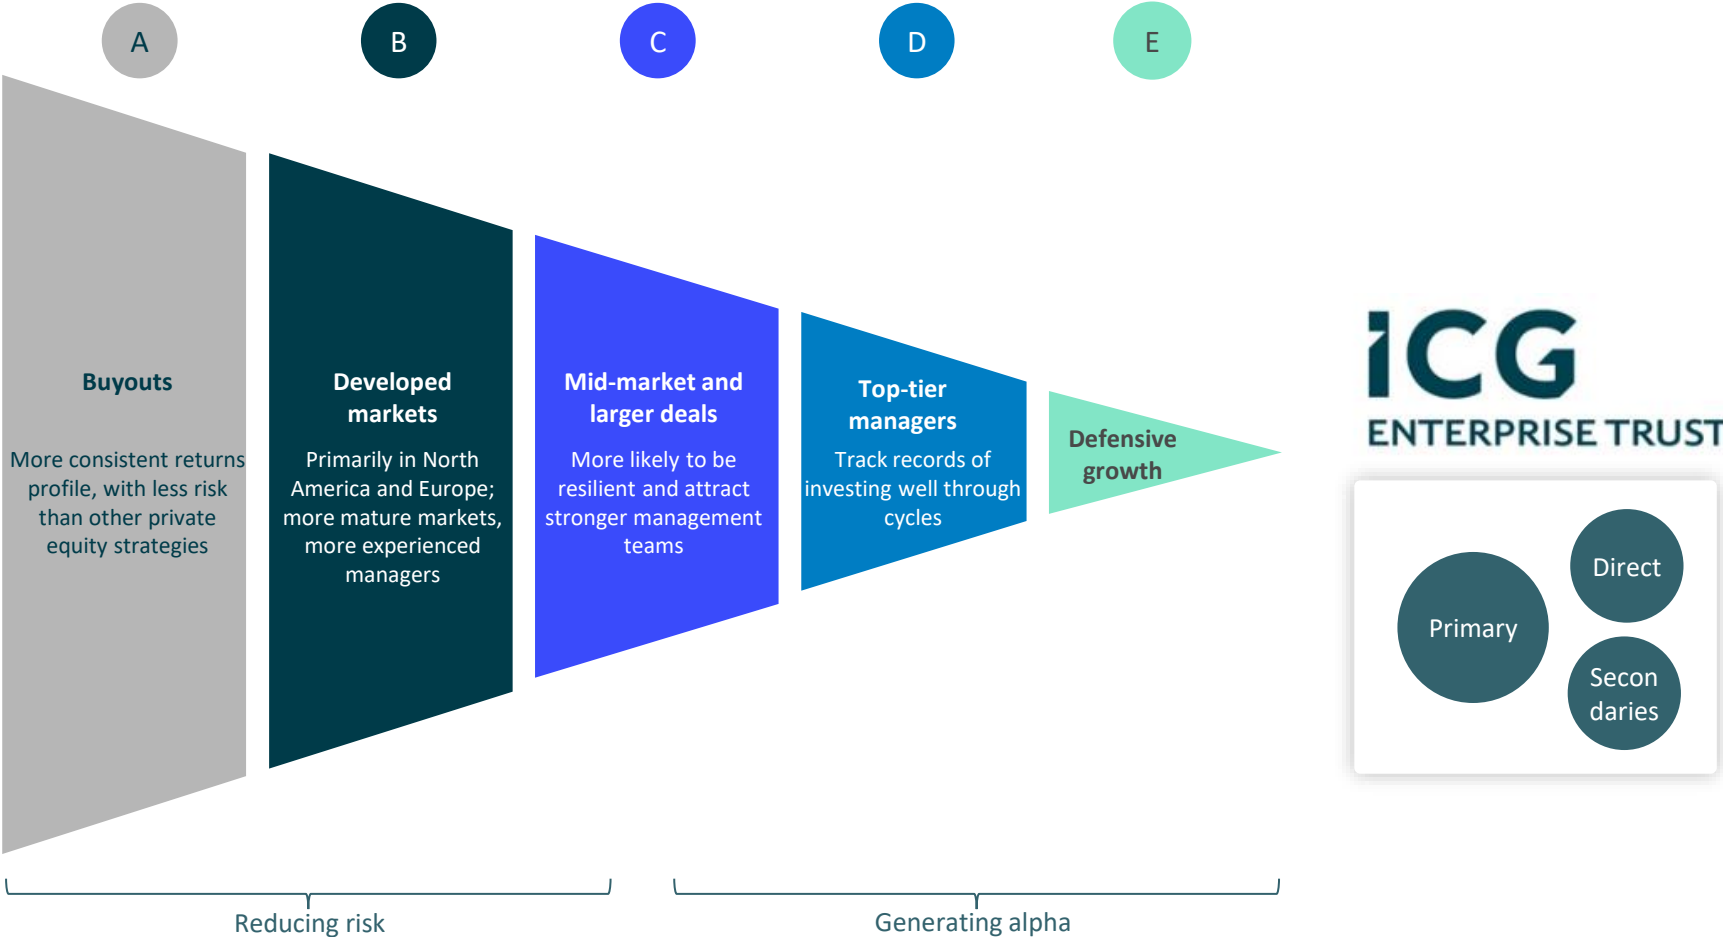 A
B
C
D
E
Buyouts
More consistent returns
profile, with less risk
than other private
equity strategies
Developed
markets
Primarily in North
America and Europe;
more mature markets,
more experienced
managers
Mid-market and
larger deals
More likely to be
resilient and attract
stronger management
teams
Top-tier
managers
Track records of
investing well through
cycles
Defensive
growth
ICG
ENTERPRISE TRUST
Primary
Direct
Secon
daries
Reducing risk
Generating alpha